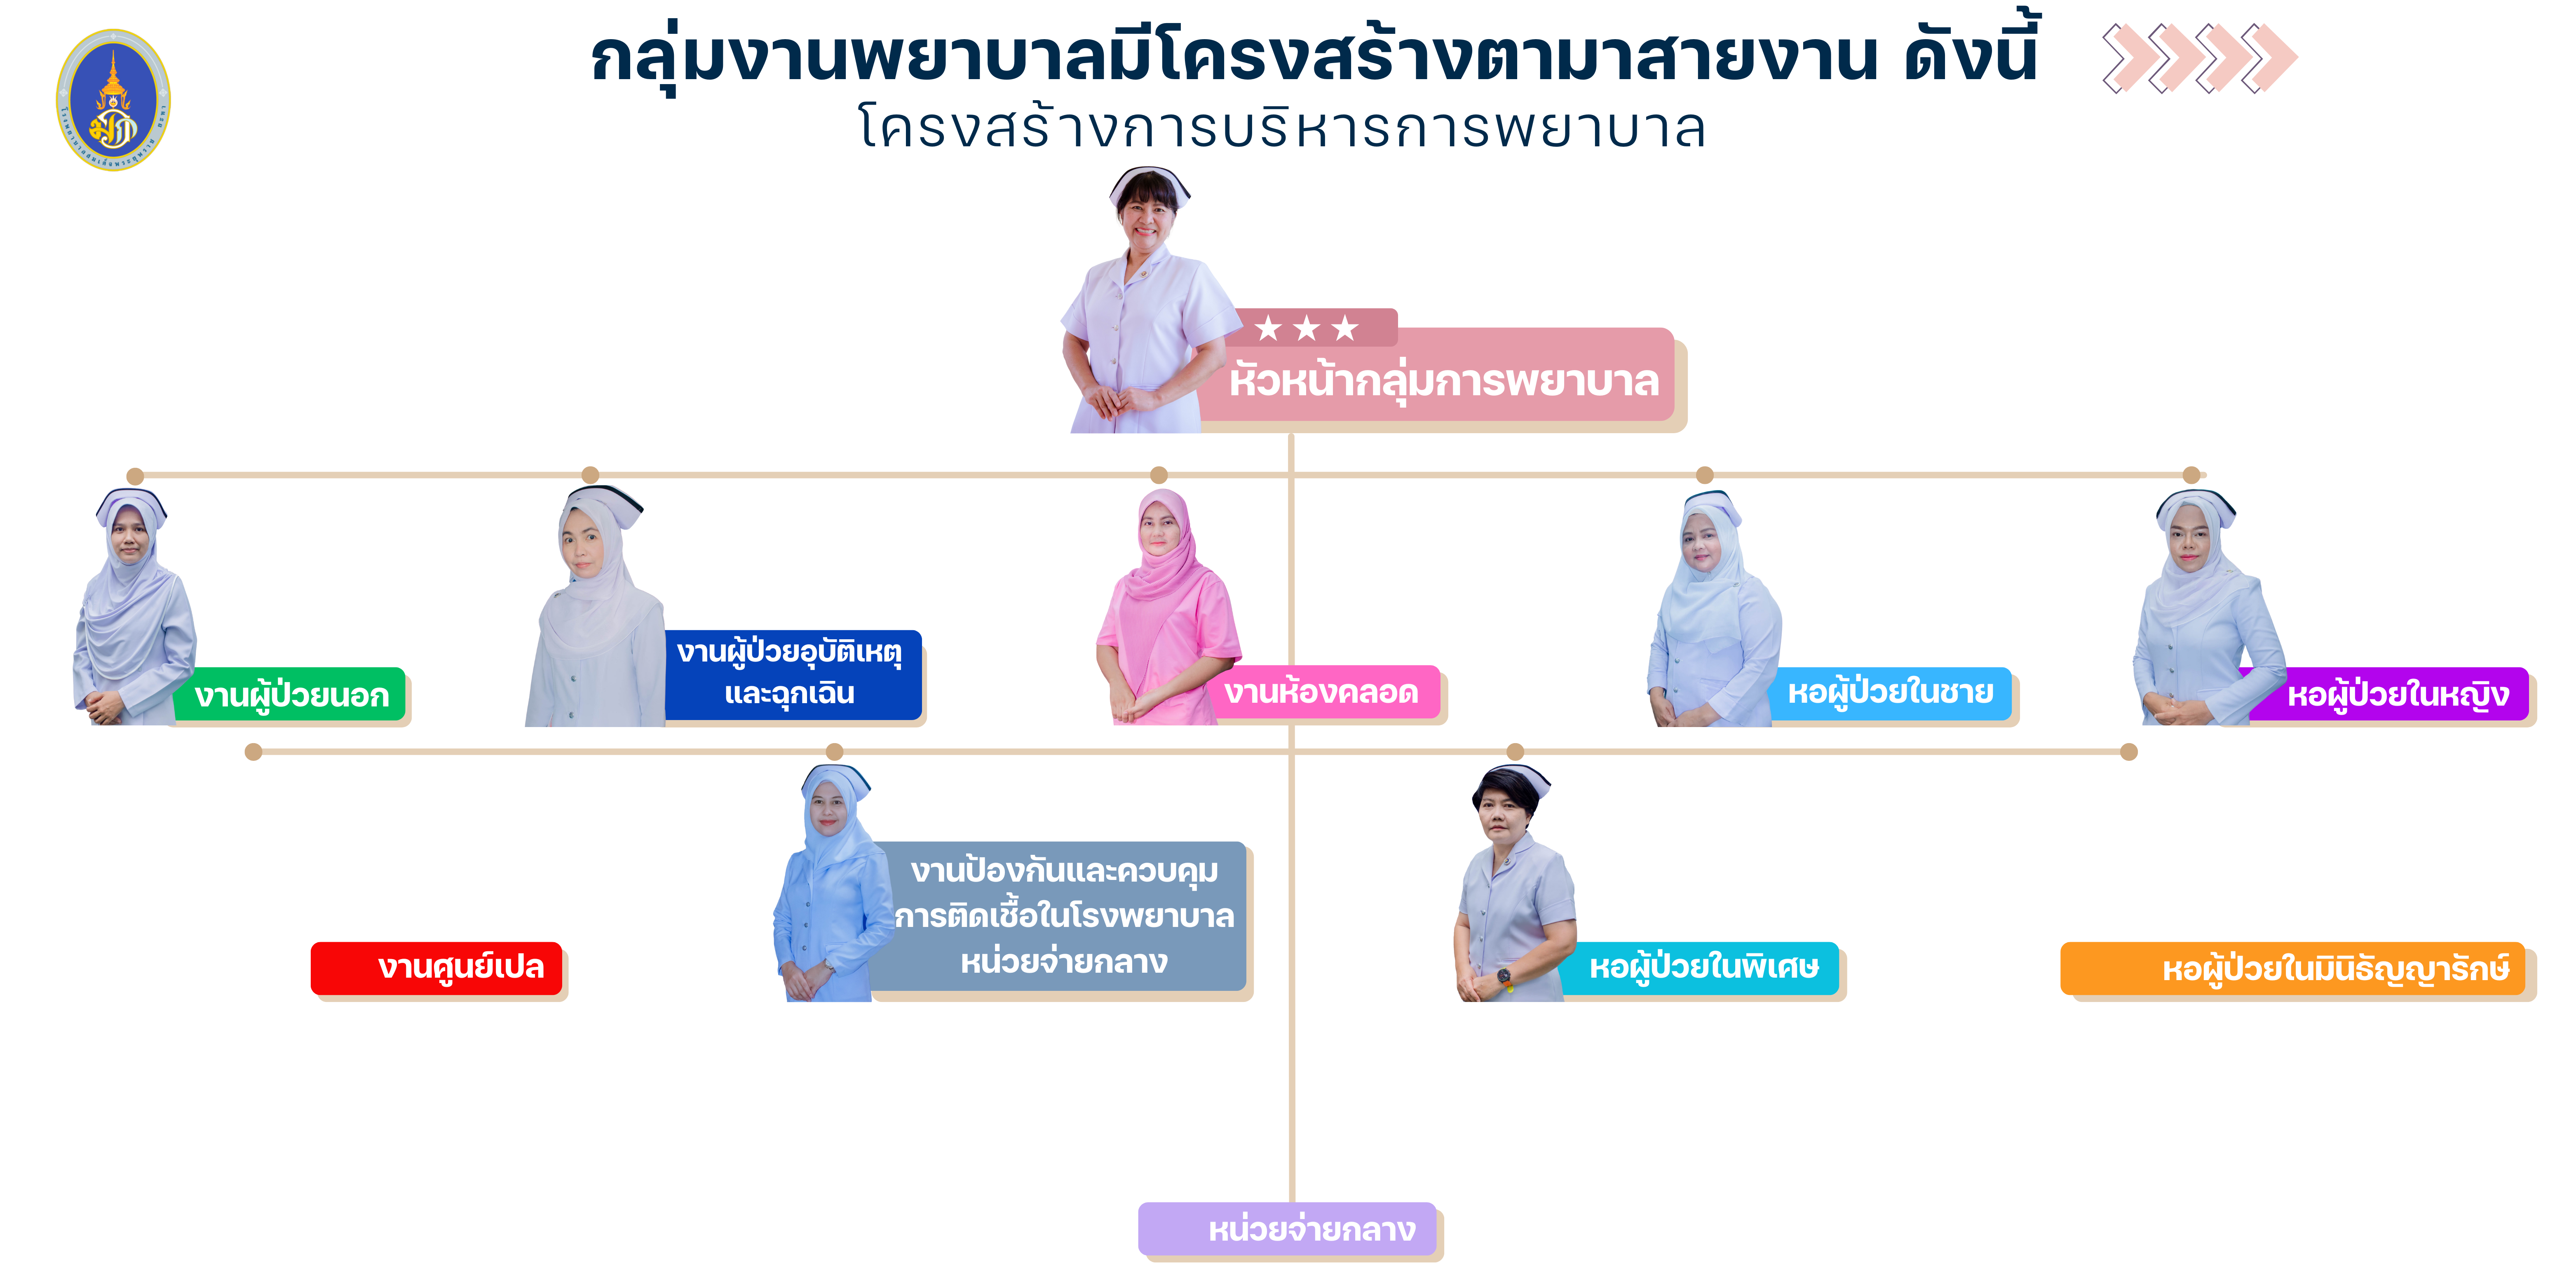 กลุ่มงานพยาบาลมีโครงสร้างตามาสายงาน ดังนี้
โครงสร้างการบริหารการพยาบาล
หัวหน้ากลุ่มการพยาบาล
งานผู้ป่วยนอก
งานผู้ป่วยอุบัติเหตุ
และฉุกเฉิน
งานห้องคลอด
หอผู้ป่วยในชาย
หอผู้ป่วยในหญิง
งานศูนย์เปล
งานป้องกันและควบคุม
การติดเชื้อในโรงพยาบาล
หน่วยจ่ายกลาง
หอผู้ป่วยในพิเศษ
หอผู้ป่วยในมินิธัญญารักษ์
หน่วยจ่ายกลาง